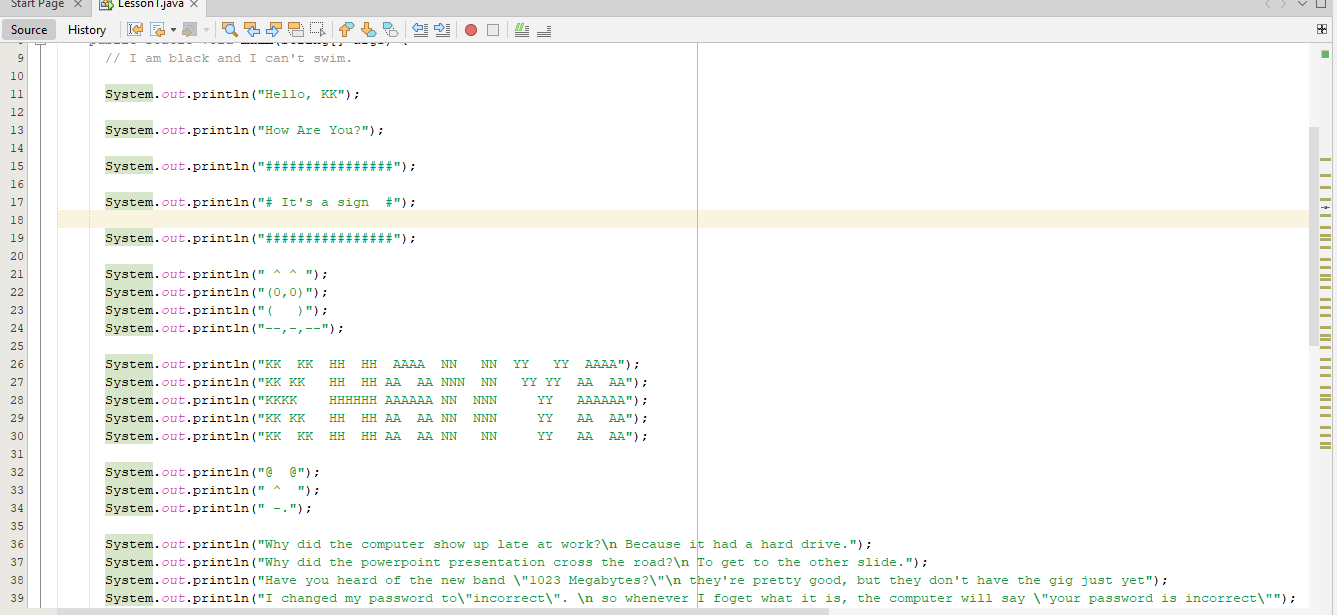 Start Page Lesson1.java
Source History
public static void main(String[] args) {
9 // I am black and I can't swim.
10
11 System.out.println("Hello, KK");
12
13 System.out.println("How Are You?");
14
15 System.out.println("################");
16
17 System.out.println("# It's a sign  #");
18
19 System.out.println("################");
20
21 System.out.println(" ^ ^ ");
22 System.out.println("(0,0)");
23 System.out.println("(   )");
24 System.out.println("--,-,--");
25
26 System.out.println("KK  KK  HH  HH  AAAA  NN   NN  YY   YY  AAAA");
27 System.out.println("KK KK   HH  HH AA  AA NNN  NN   YY YY  AA  AA");
28 System.out.println("KKKK    HHHHHH AAAAAA NN  NNN     YY   AAAAAA");
29 System.out.println("KK KK   HH  HH AA  AA NN  NNN     YY   AA  AA");
30 System.out.println("KK  KK  HH  HH AA  AA NN   NN     YY   AA  AA");
31
32 System.out.println("@  @");
33 System.out.println(" ^  ");
34 System.out.println(" -.");
35
36 System.out.println("Why did the computer show up late at work?\n Because it had a hard drive.");
37 System.out.println("Why did the powerpoint presentation cross the road?\n To get to the other slide.");
38 System.out.println("Have you heard of the new band \"1023 Megabytes?\"\n they're pretty good, but they don't have the gig just yet");
39 System.out.println("I changed my password to\"incorrect\". \n so whenever I foget what it is, the computer will say \"your password is incorrect\"");